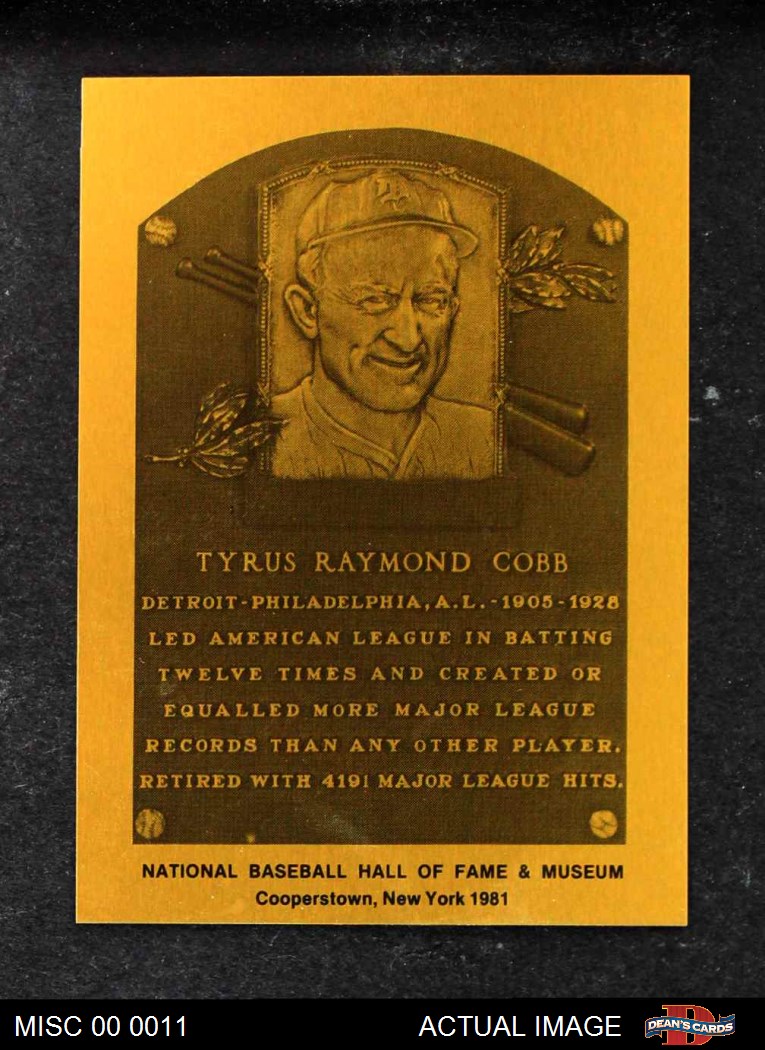 TYRUS RAYMOND COBB
DETROIT-PHILADELPHIA, A.L.-1905-1928
LED AMERICAN LEAGUE IN BATTING
TWELVE TIMES AND CREATED OR
EQUALLED MORE MAJOR LEAGUE
RECORDS THAN ANY OTHER PLAYER.
RETIRED WITH 4191 MAJOR LEAGUE HITS.
NATIONAL BASEBALL HALL OF FAME & MUSEUM
Cooperstown, New York 1981
MISC 00 0011
ACTUAL IMAGE
D
DEAN'S CARDS